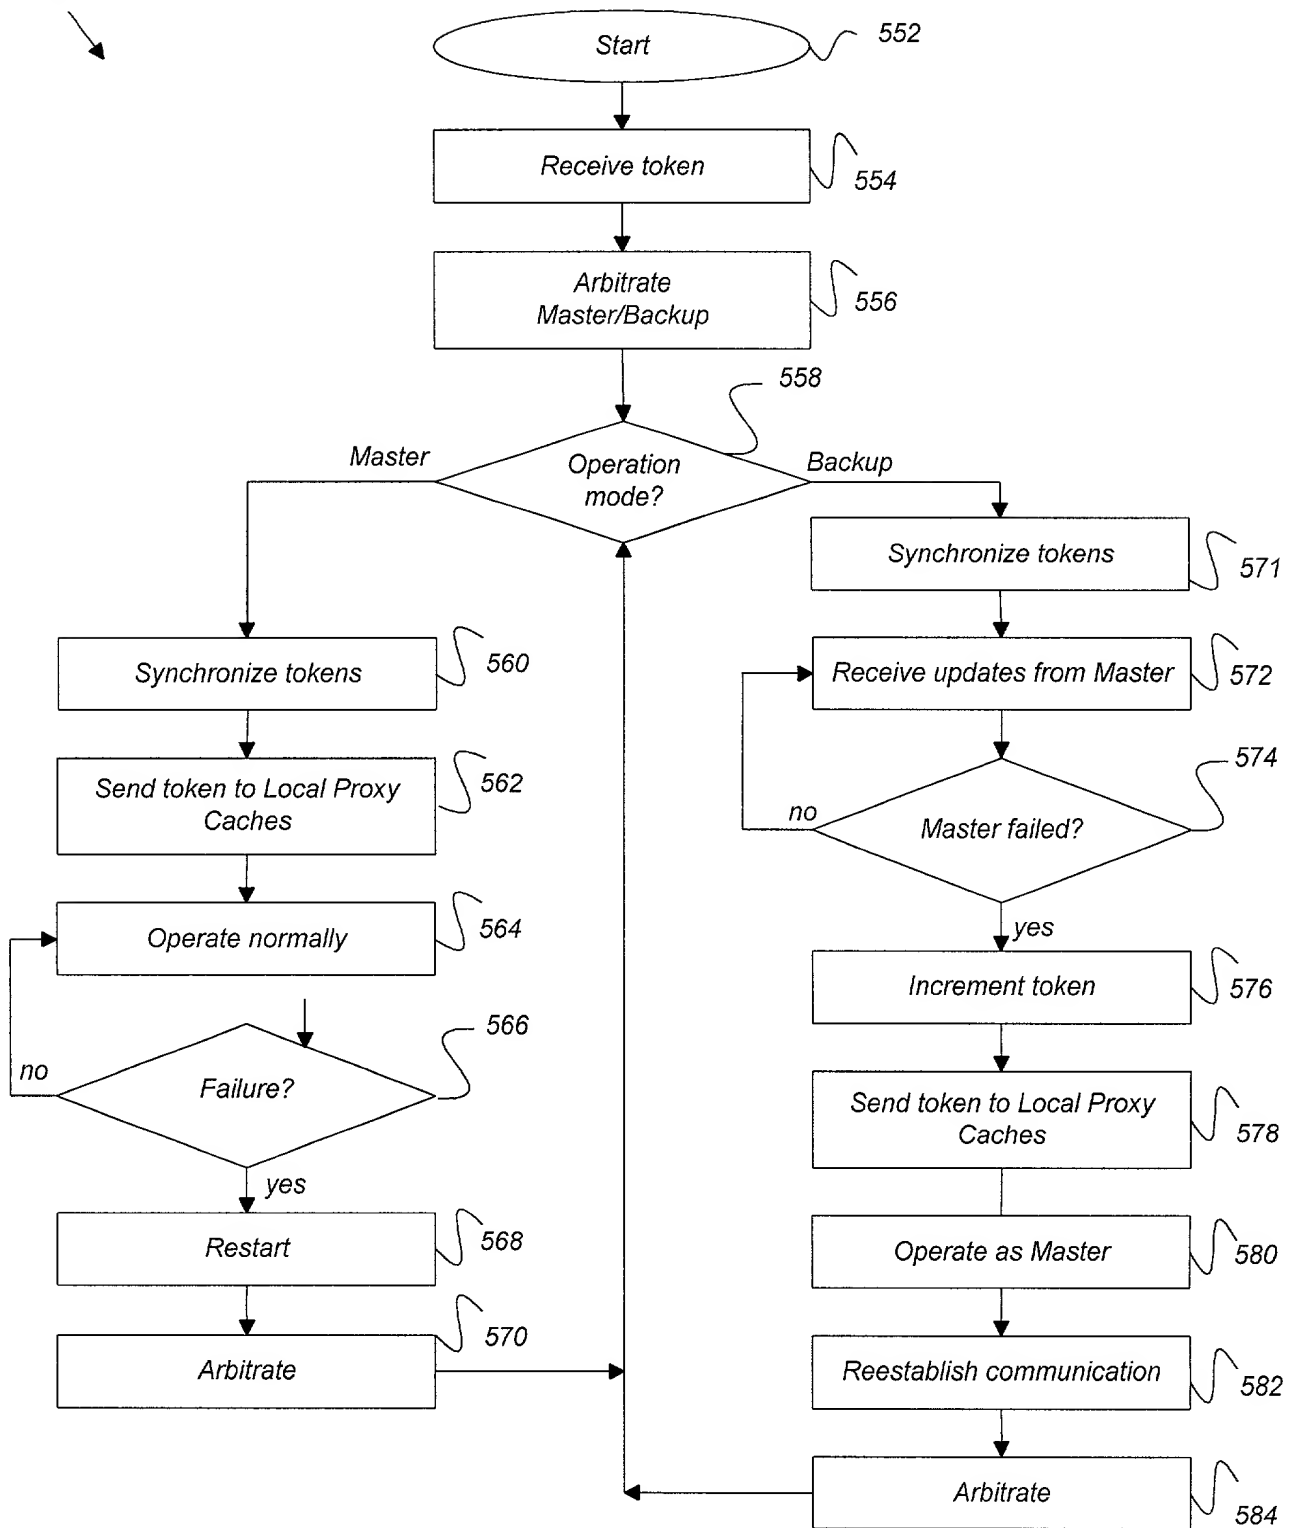 Start
552
Receive token
554
Arbitrate
Master/Backup
556
558
Master
Operation
mode?
Backup
Synchronize tokens
571
Synchronize tokens
560
Receive updates from Master
572
Send token to Local Proxy
Caches
562
574
no
Master failed?
yes
Operate normally
564
Increment token
576
566
no
Failure?
yes
Send token to Local Proxy
Caches
578
Restart
568
Operate as Master
580
570
Arbitrate
Reestablish communication
582
Arbitrate
584